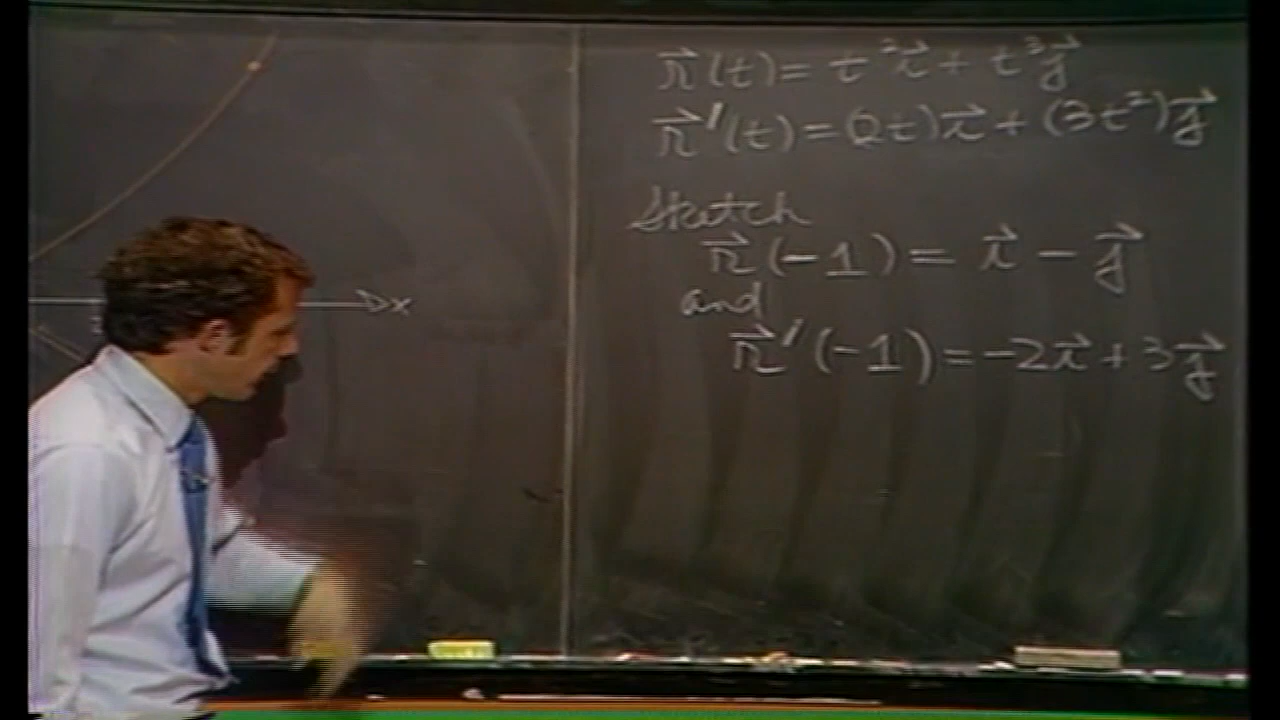 r⃗(t) = t²i⃗ + t³j⃗
r⃗′(t) = (2t)i⃗ + (3t²)j⃗
Sketch
r⃗(-1) = i⃗ - j⃗
and
x
r⃗′(-1) = -2i⃗ + 3j⃗